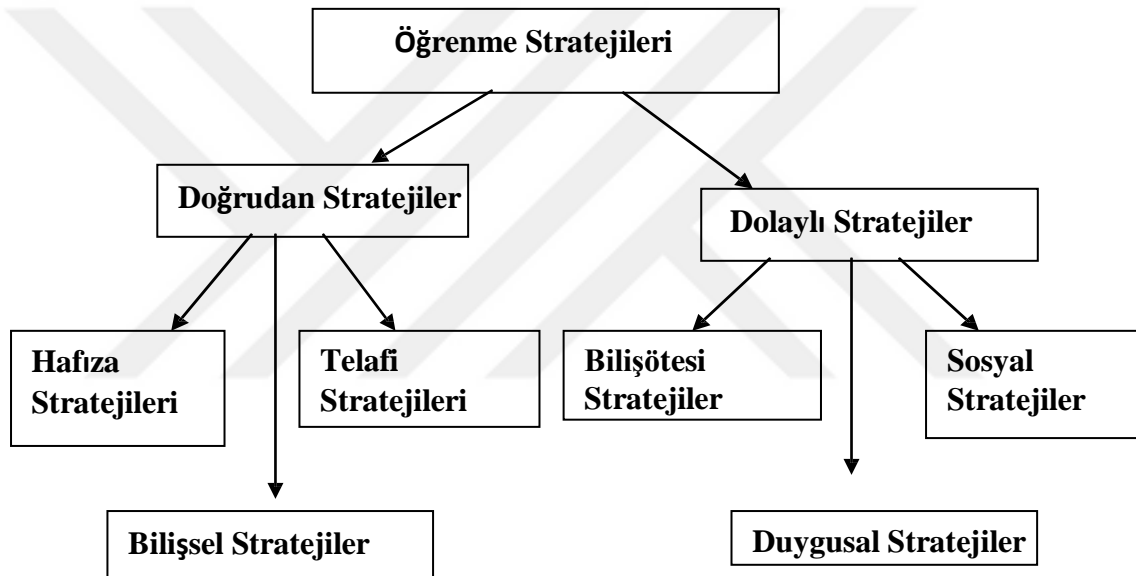 Öğrenme Stratejileri
Doğrudan Stratejiler
Dolaylı Stratejiler
Hafıza
Stratejileri
Telafi
Stratejileri
Bilişötesi
Stratejiler
Sosyal
Stratejiler
Bilişsel Stratejiler
Duygusal Stratejiler